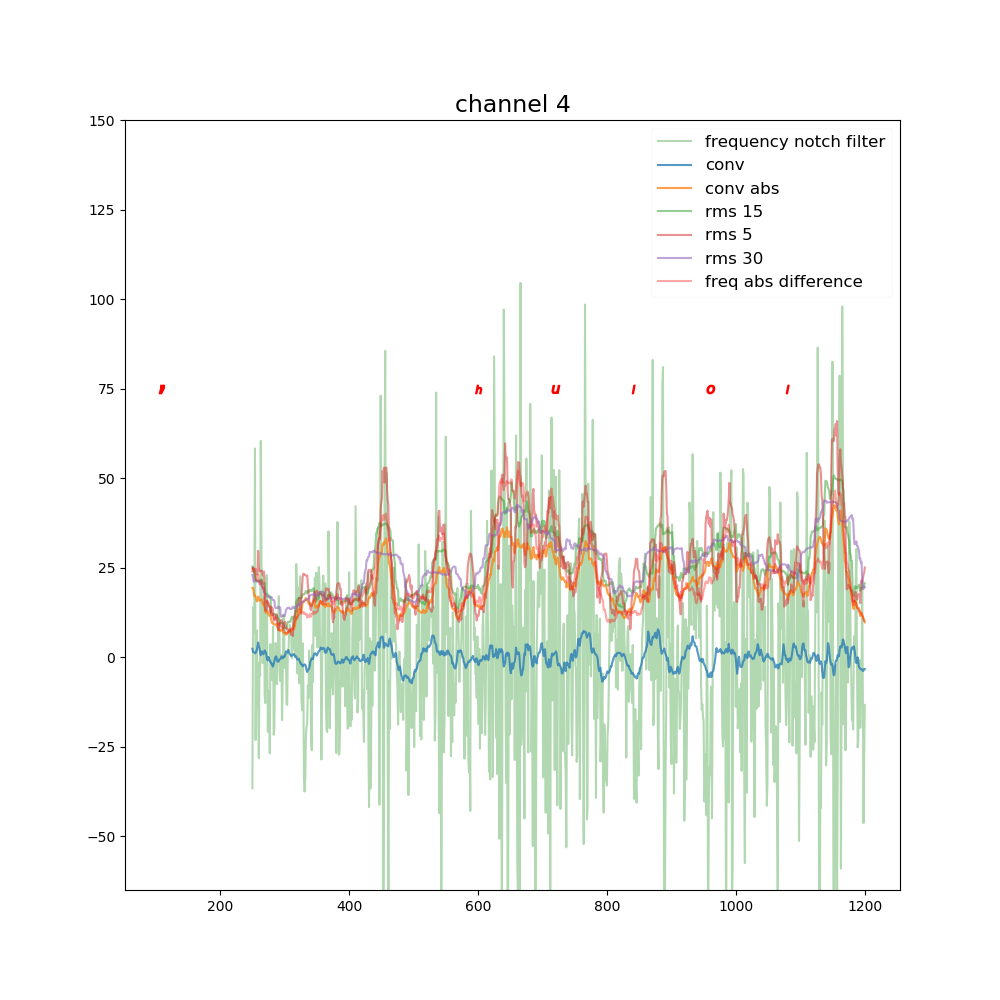 channel 4
150
125
100
75
50
25
0
−25
−50
frequency notch filter
conv
conv abs
rms 15
rms 5
rms 30
freq abs difference
h u l o l
200 400 600 800 1000 1200